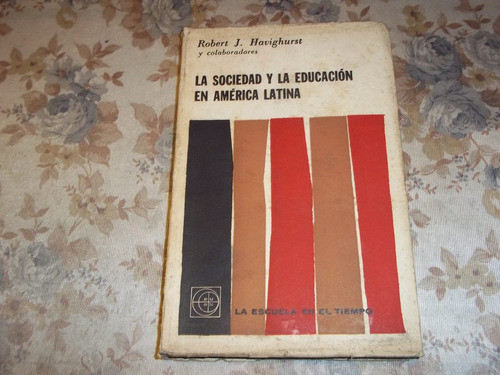 Robert J. Havighurst
y colaboradores
LA SOCIEDAD Y LA EDUCACIÓN
EN AMÉRICA LATINA
LA ESCUELA EN EL TIEMPO